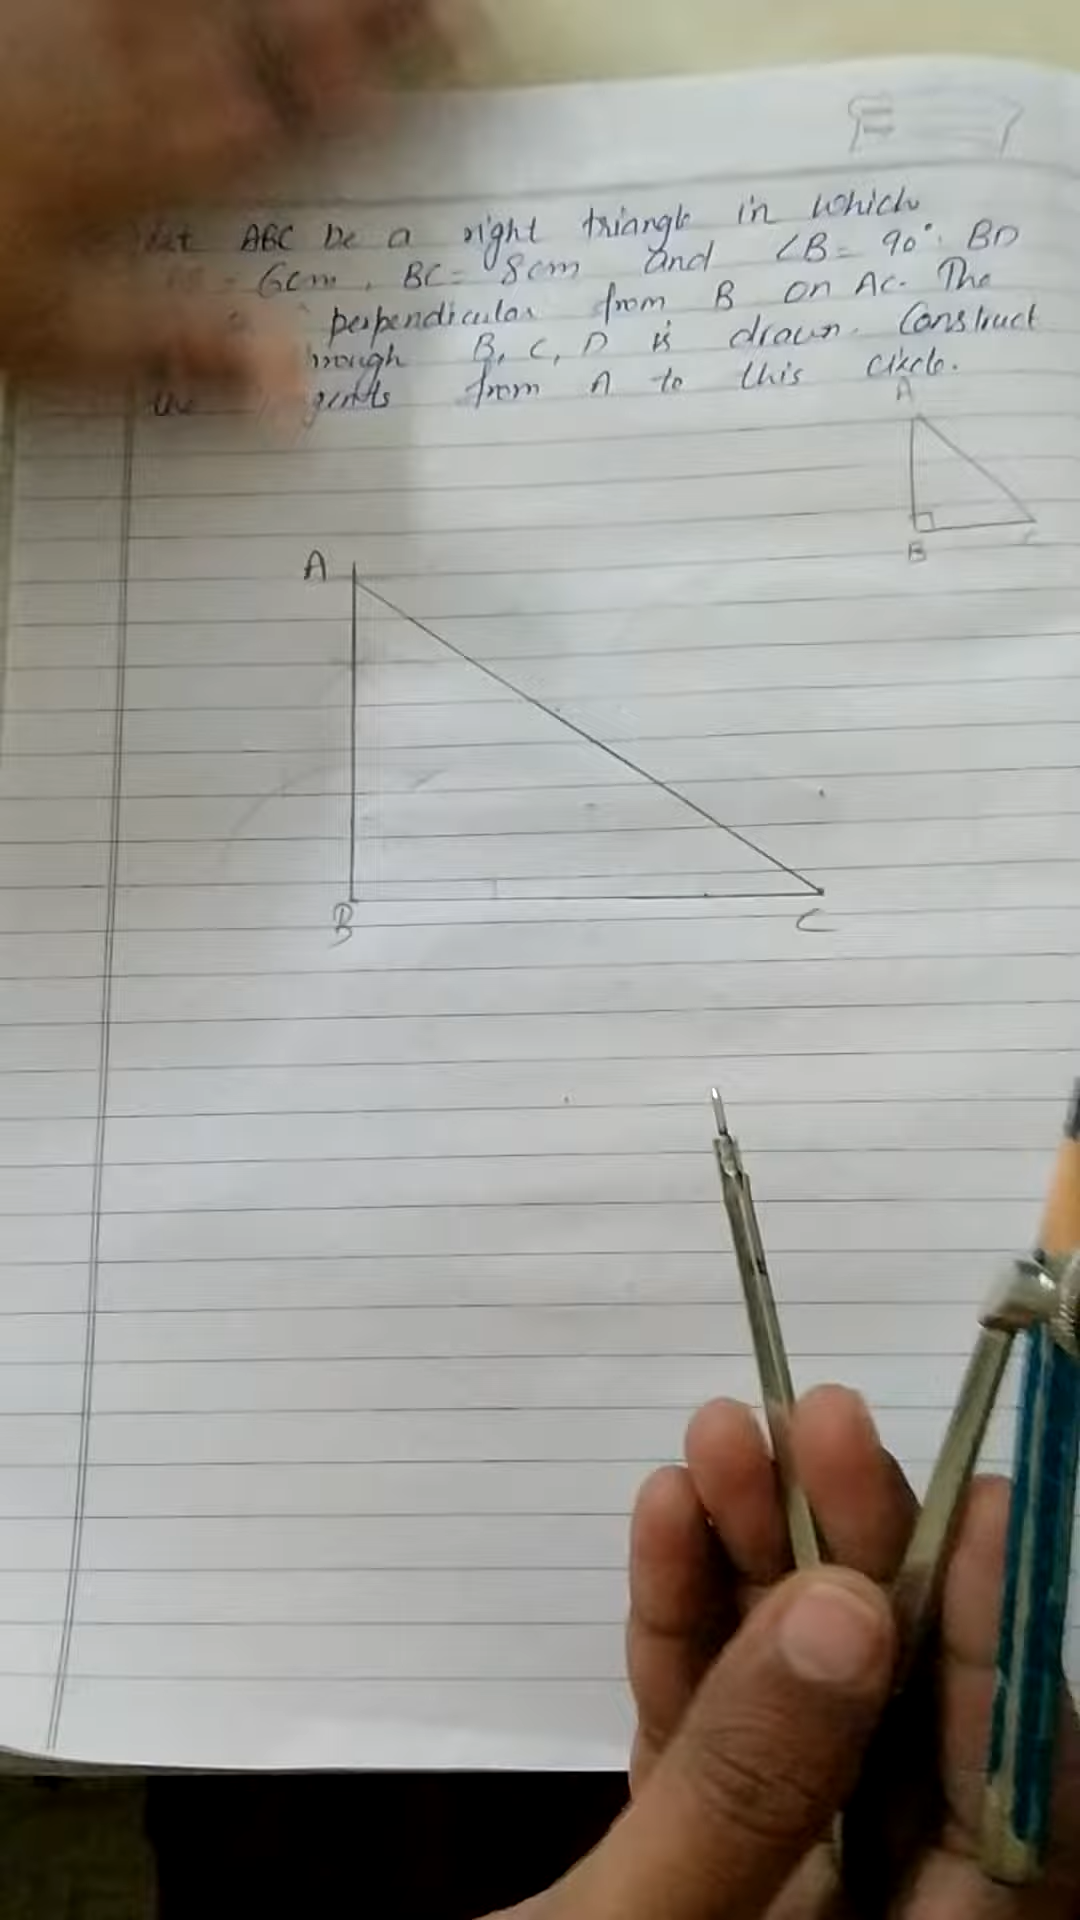 ABC be a right triangle in which
= 6cm, BC= 8cm and ∠B= 90°. BD
perpendicular from B on AC. The
B, C, D is drawn. Construct
the from A to this circle.
A
B
C
A
B
C